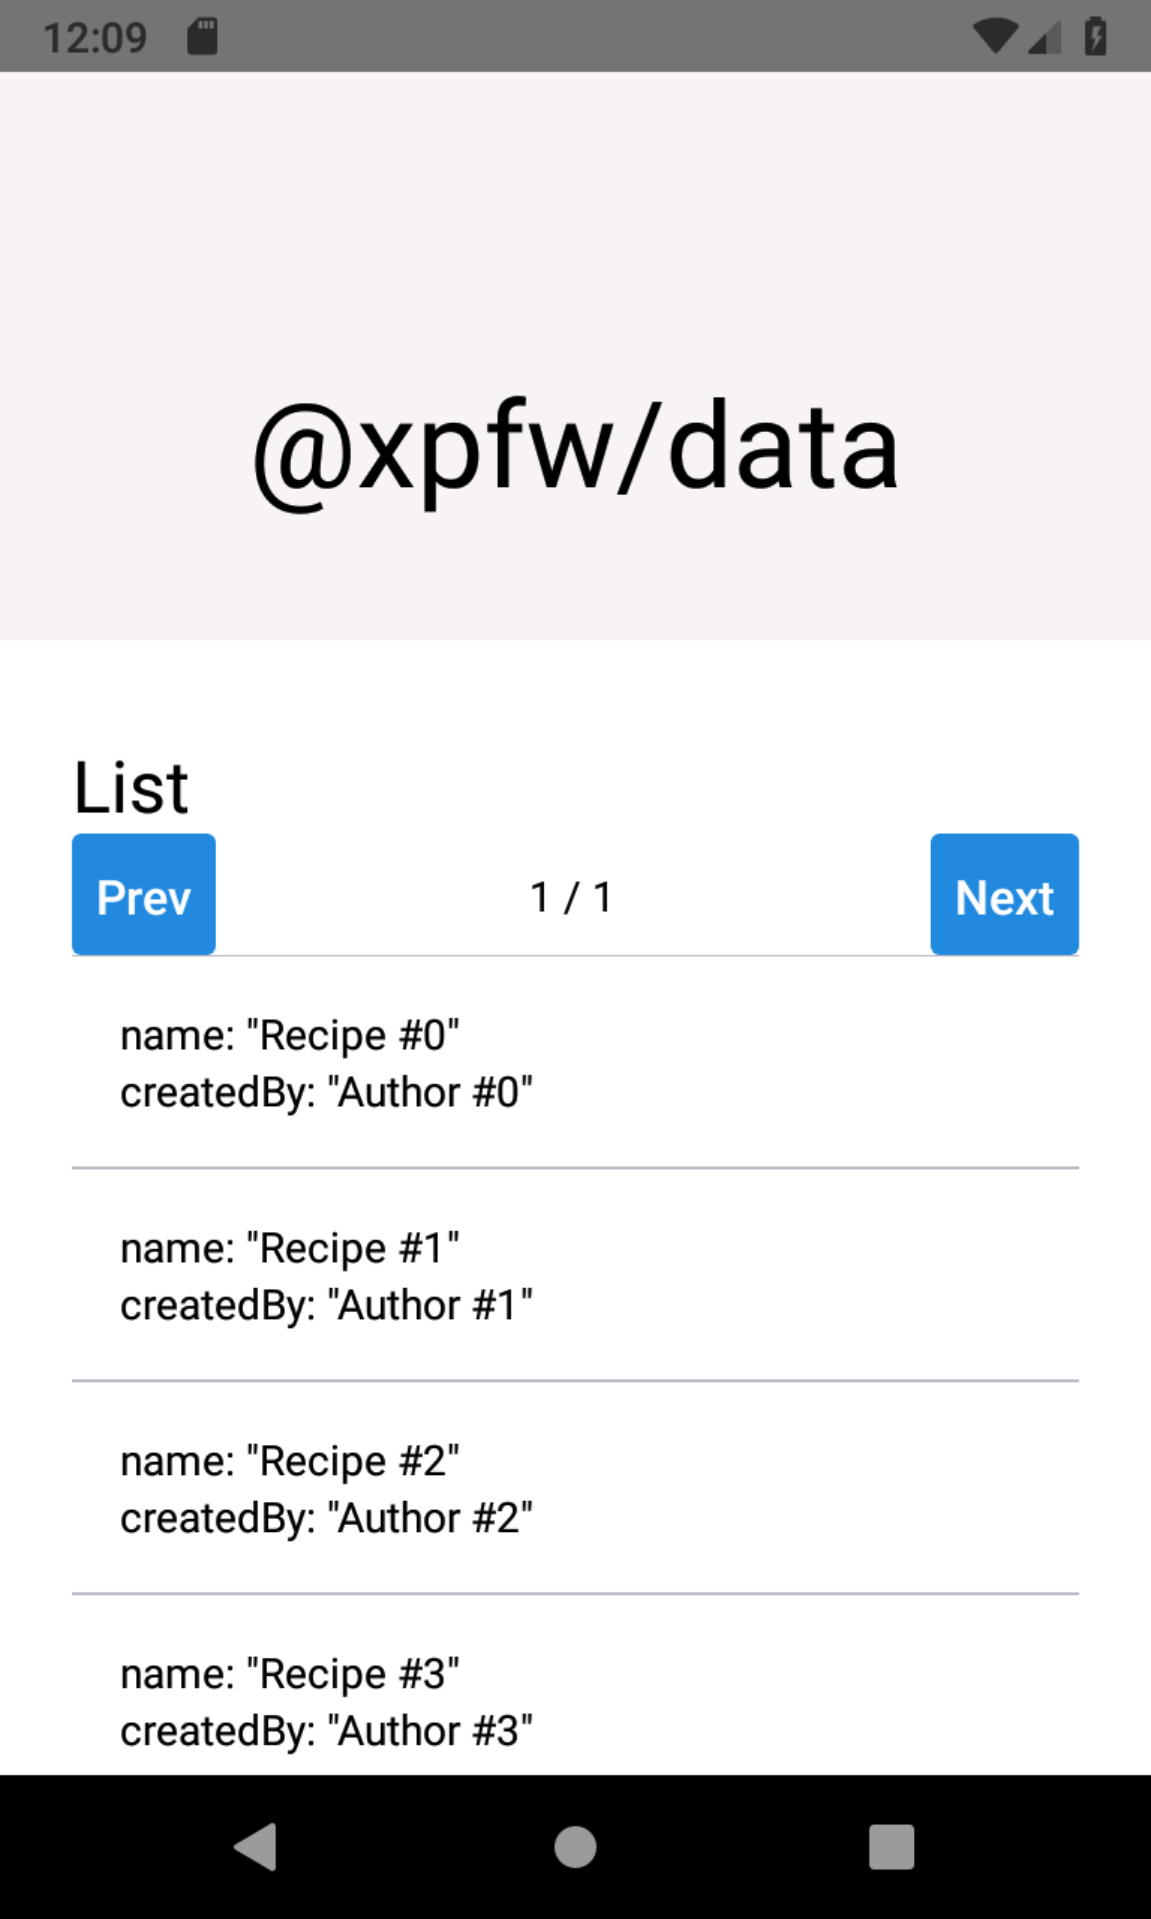 12:09
@xpfw/data
List
Prev
1 / 1
Next
name: "Recipe #0"
createdBy: "Author #0"
name: "Recipe #1"
createdBy: "Author #1"
name: "Recipe #2"
createdBy: "Author #2"
name: "Recipe #3"
createdBy: "Author #3"